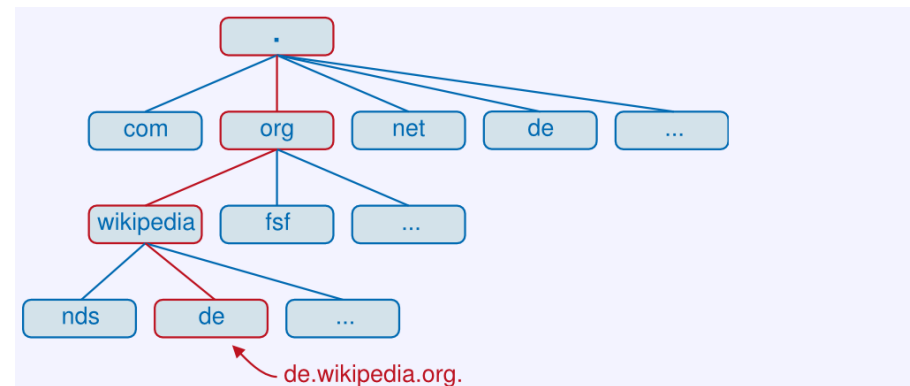 .
com org net de ...
wikipedia fsf ...
nds de ...
de.wikipedia.org.